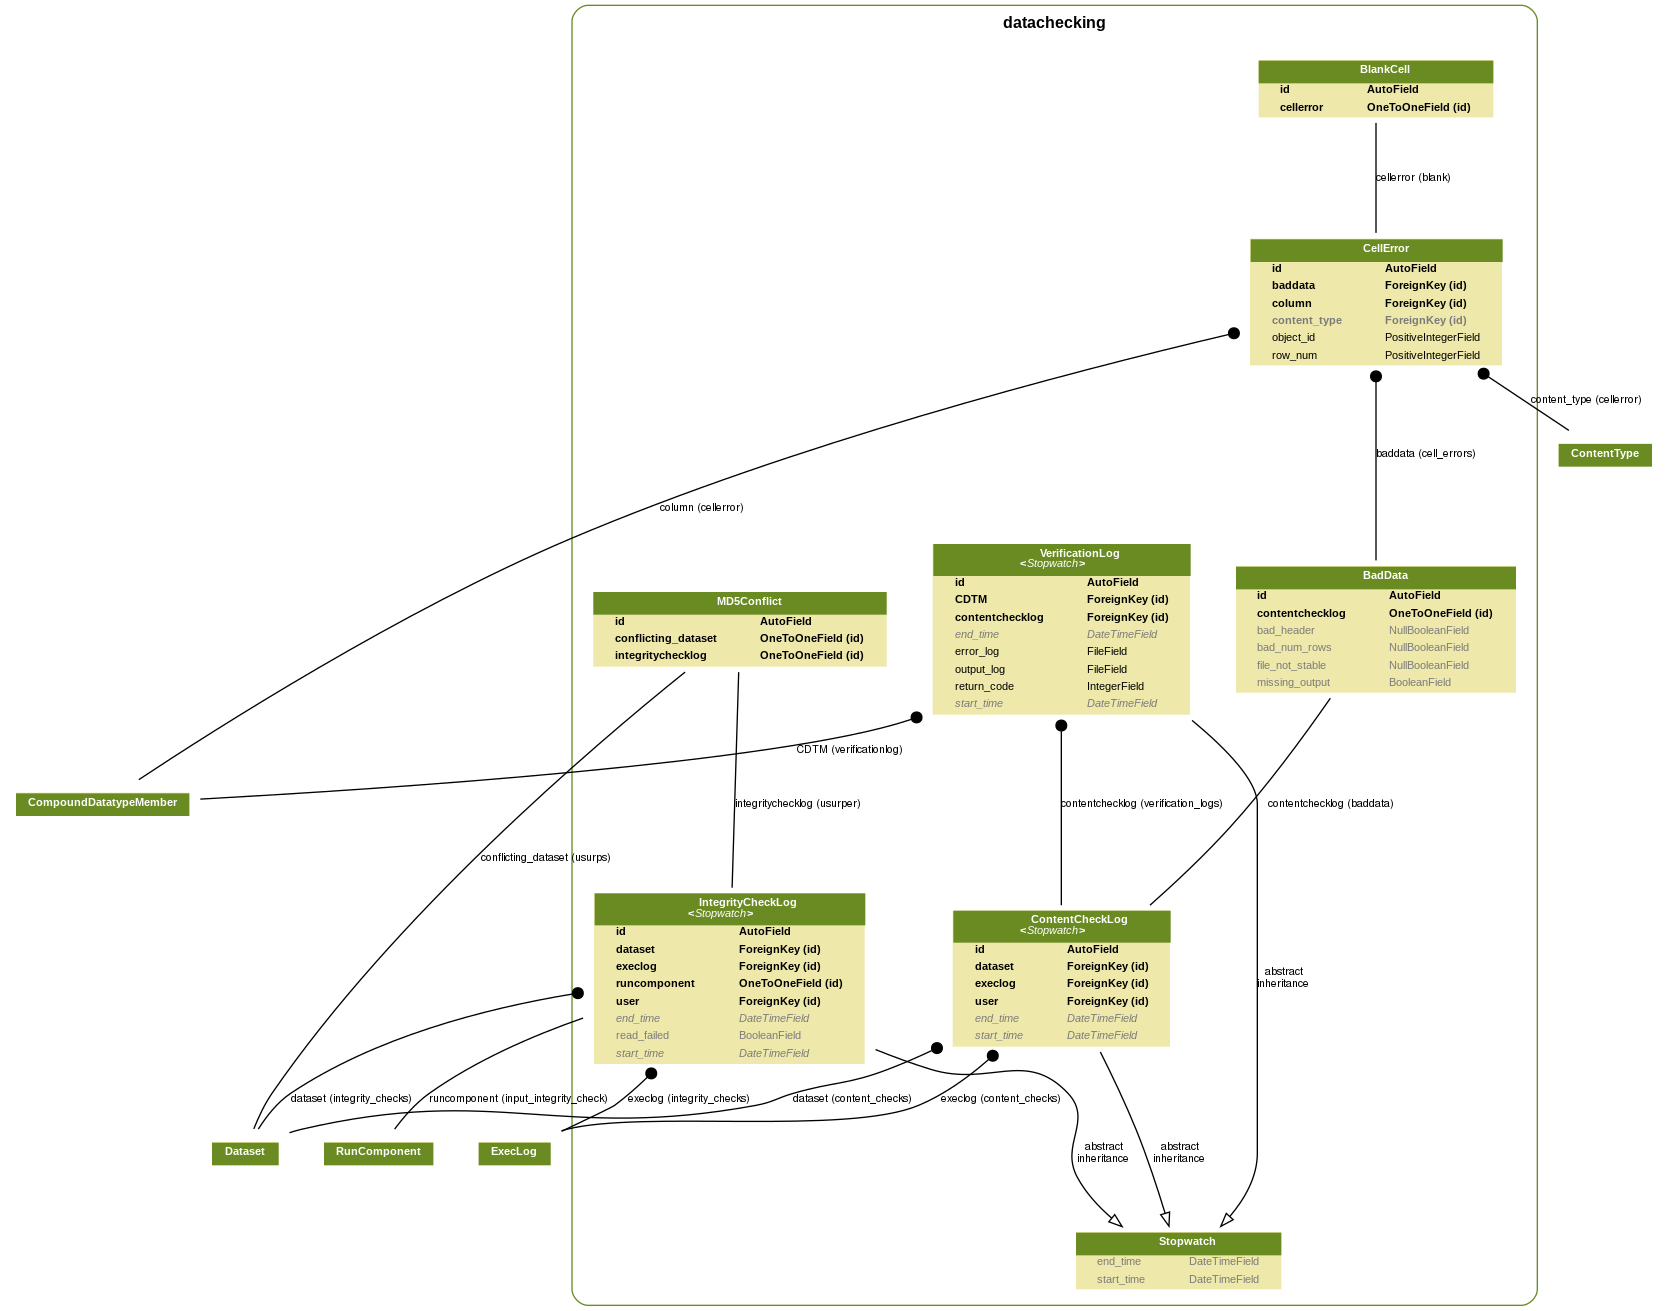 datachecking
BlankCell
id AutoField
cellerror OneToOneField (id)
cellerror (blank)
CellError
id AutoField
baddata ForeignKey (id)
column ForeignKey (id)
content_type ForeignKey (id)
object_id PositiveIntegerField
row_num PositiveIntegerField
content_type (cellerror)
ContentType
baddata (cell_errors)
column (cellerror)
VerificationLog
<Stopwatch>
id AutoField
CDTM ForeignKey (id)
contentchecklog ForeignKey (id)
end_time DateTimeField
error_log FileField
output_log FileField
return_code IntegerField
start_time DateTimeField
BadData
id AutoField
contentchecklog OneToOneField (id)
bad_header NullBooleanField
bad_num_rows NullBooleanField
file_not_stable NullBooleanField
missing_output BooleanField
MD5Conflict
id AutoField
conflicting_dataset OneToOneField (id)
integritychecklog OneToOneField (id)
CDTM (verificationlog)
CompoundDatatypeMember
integritychecklog (usurper)
contentchecklog (verification_logs)
contentchecklog (baddata)
conflicting_dataset (usurps)
IntegrityCheckLog
<Stopwatch>
id AutoField
dataset ForeignKey (id)
execlog ForeignKey (id)
runcomponent OneToOneField (id)
user ForeignKey (id)
end_time DateTimeField
read_failed BooleanField
start_time DateTimeField
ContentCheckLog
<Stopwatch>
id AutoField
dataset ForeignKey (id)
execlog ForeignKey (id)
user ForeignKey (id)
end_time DateTimeField
start_time DateTimeField
abstract
inheritance
dataset (integrity_checks)
runcomponent (input_integrity_check)
execlog (integrity_checks)
dataset (content_checks)
execlog (content_checks)
Dataset
RunComponent
ExecLog
abstract
inheritance
abstract
inheritance
Stopwatch
end_time DateTimeField
start_time DateTimeField